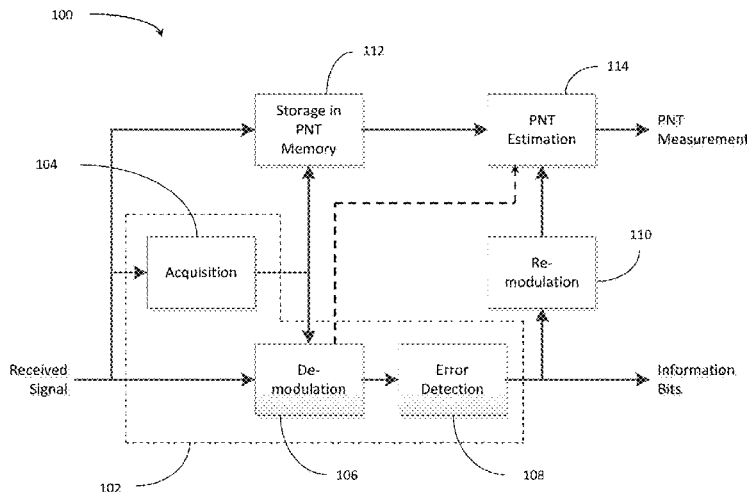 100
112
114
Storage in
PNT
Memory
PNT
Estimation
PNT
Measurement
104
Acquisition
Re-
modulation
110
Received
Signal
De-
modulation
Error
Detection
Information
Bits
102
106
108